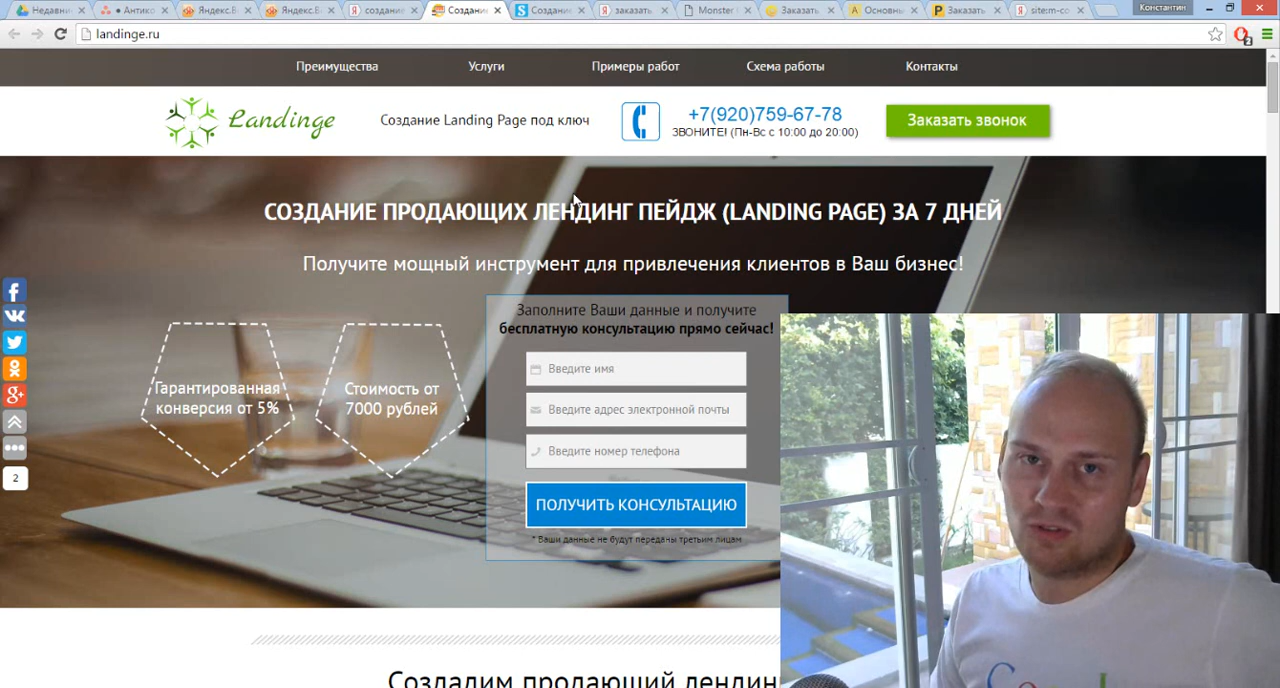 Недавни
Антико
Яндекс.В
Яндекс.В
создание
Создани
Создани
заказать
Monster
Заказать
Основны
Заказать
site:m-co
Константин
landinge.ru
2
Преимущества
Услуги
Примеры работ
Схема работы
Контакты
Landinge
Создание Landing Page под ключ
+7(920)759-67-78
ЗВОНИТЕ! (Пн-Вс с 10:00 до 20:00)
Заказать звонок
СОЗДАНИЕ ПРОДАЮЩИХ ЛЕНДИНГ ПЕЙДЖ (LANDING PAGE) ЗА 7 ДНЕЙ
Получите мощный инструмент для привлечения клиентов в Ваш бизнес!
Гарантированная
конверсия от 5%
Стоимость от
7000 рублей
Заполните Ваши данные и получите
бесплатную консультацию прямо сейчас!
Введите имя
Введите адрес электронной почты
Введите номер телефона
ПОЛУЧИТЬ КОНСУЛЬТАЦИЮ
* Ваши данные не будут переданы третьим лицам
2
Создадим продающий лендин